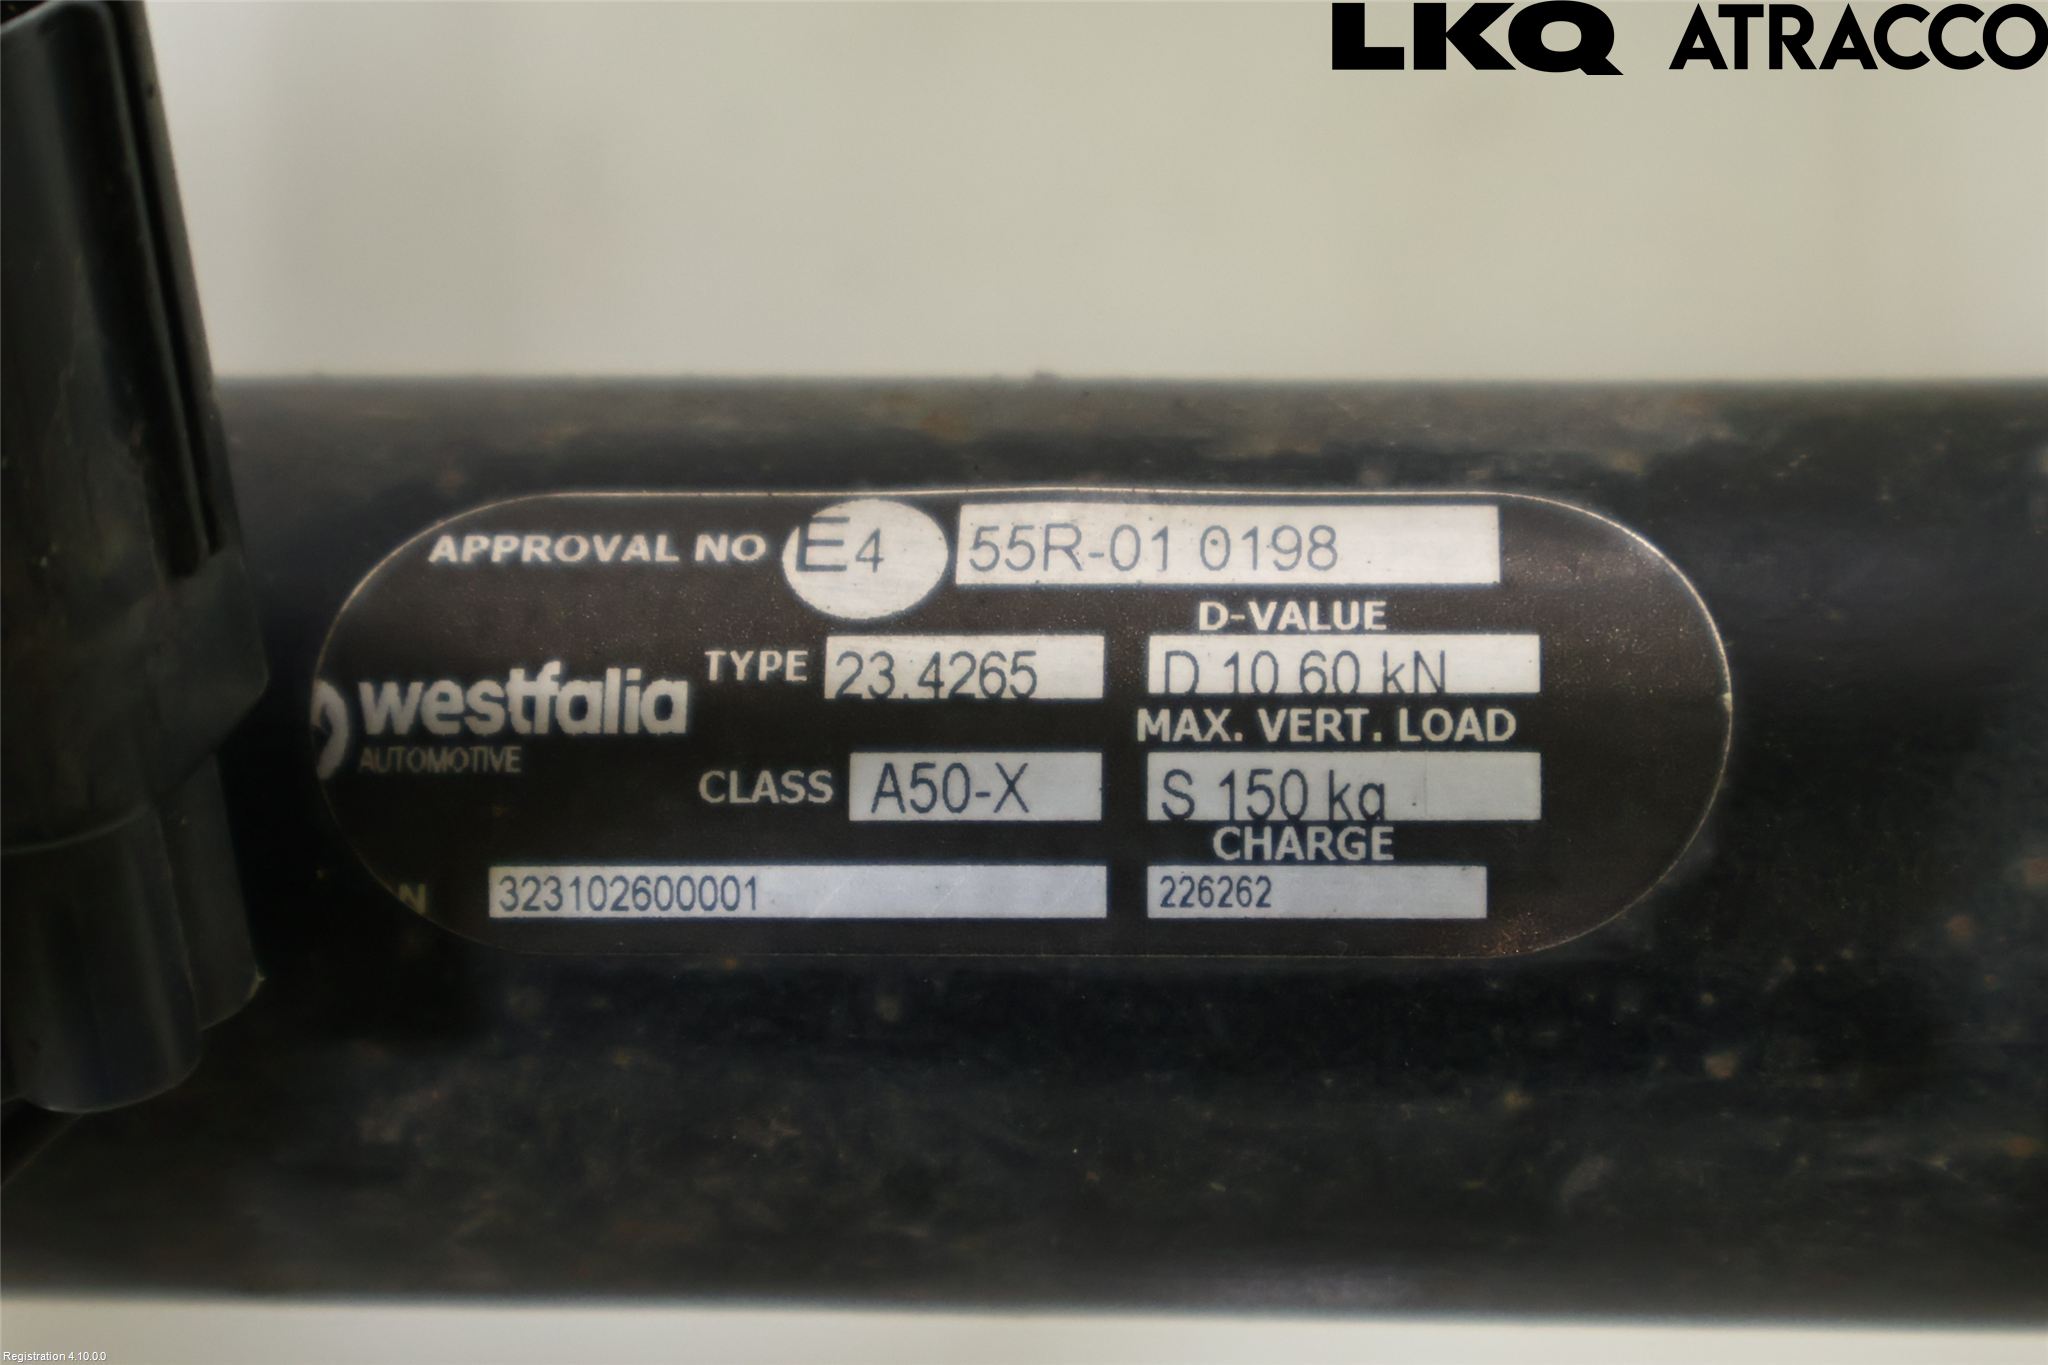 LKQ ATRACCO
APPROVAL NO E4 55R-01 0198
D-VALUE
TYPE 23.4265 D 10 60 kN
westfalia
AUTOMOTIVE
MAX. VERT. LOAD
CLASS A50-X S 150 kg
CHARGE
N 323102600001 226262
Registration 4.10.0.0